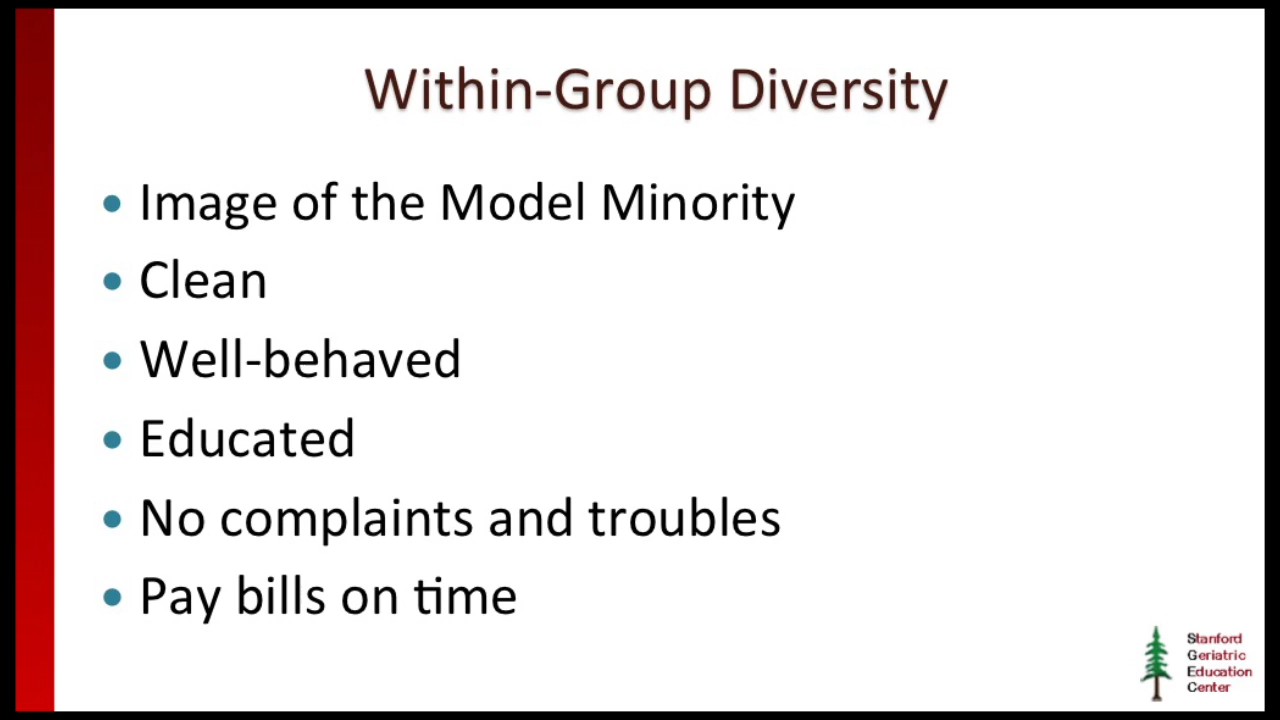 Within-Group Diversity
Image of the Model Minority
Clean
Well-behaved
Educated
No complaints and troubles
Pay bills on time
Stanford
Geriatric
Education
Center